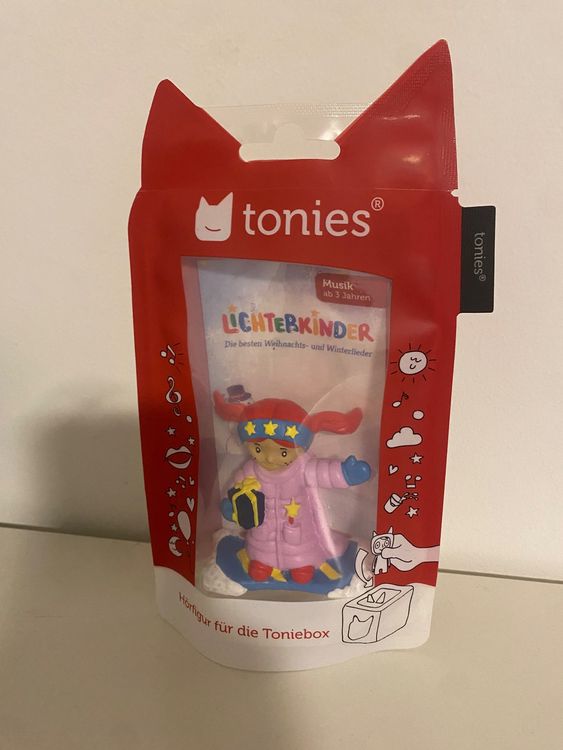 tonies®
tonies®
Musik
ab 3 Jahren
LICHTERKINDER
Die besten Weihnachts- und Winterlieder
Hörfigur für die Toniebox